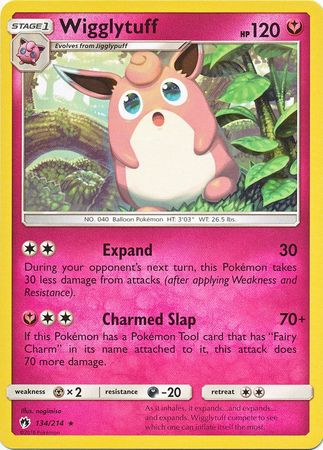 STAGE 1 Wigglytuff HP 120
Evolves from Jigglypuff
NO. 040 Balloon Pokémon HT: 3'03" WT: 26.5 lbs.
Expand 30
During your opponent's next turn, this Pokémon takes
30 less damage from attacks (after applying Weakness and
Resistance).
Charmed Slap 70+
If this Pokémon has a Pokémon Tool card that has "Fairy
Charm" in its name attached to it, this attack does
70 more damage.
weakness × 2 resistance -20 retreat
Illus. nagimiso
134/214
©2018 Pokémon
As it inhales, it expands...and expands,
and expands. Wigglytuff compete to see
which one can inflate itself the most.